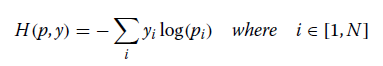 H(p, y) = − ∑_i y_i log(p_i) where i ∈ [1, N]